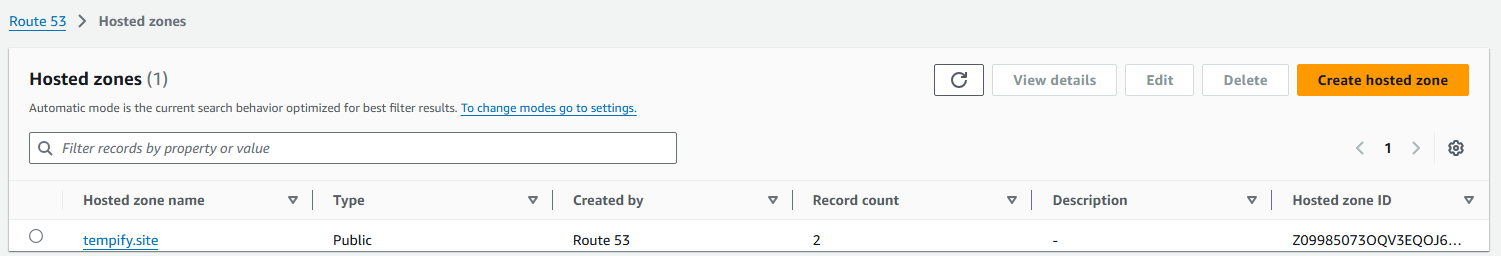 Route 53 > Hosted zones
Hosted zones (1)
View details Edit Delete Create hosted zone
Automatic mode is the current search behavior optimized for best filter results. To change modes go to settings.
Filter records by property or value
1
Hosted zone name Type Created by Record count Description Hosted zone ID
tempify.site Public Route 53 2 - Z09985073OQV3EQOJ6...